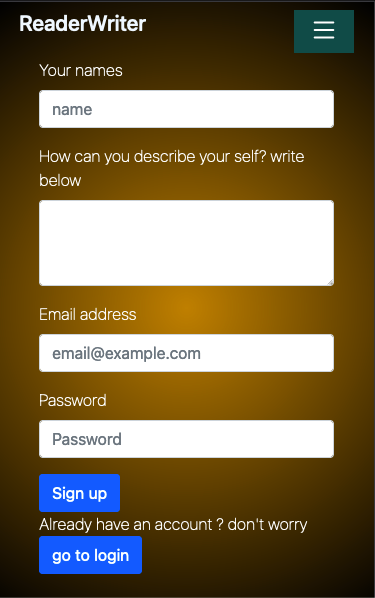 ReaderWriter
Your names
name
How can you describe your self? write
below
Email address
email@example.com
Password
Password
Sign up
Already have an account ? don't worry
go to login